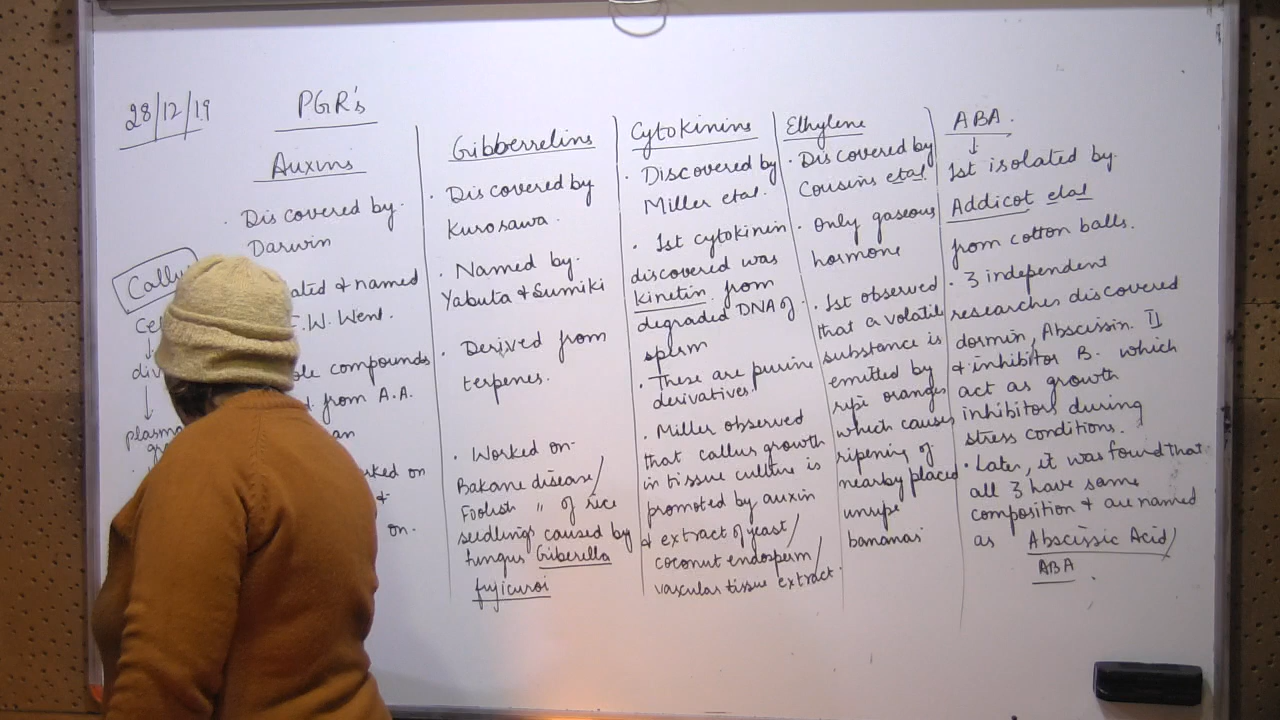 28/12/19
PGR's
Auxins
. Discovered by.
Darwin
ated & named
F.W. Went.
ole compounds
from A.A.
an
rked on
&
on.
Callu
Ce
↓
div
↓
plasma
Gibberrelins
. Discovered by
Kurosawa.
. Named by.
Yabuta & Sumiki
. Derived from
terpenes.
. Worked on
Bakane disease/
Foolish " of rice
seedlings caused by
fungus Giberella
fujicuroi
Cytokinins
. Discovered by
Miller etal.
. 1st cytokinin
discovered was
kinetin from
degraded DNA of
sperm
. These are purine
derivatives.
. Miller observed
that callus growth
in tissue culture is
promoted by auxin
& extract of yeast/
coconut endosperm/
vascular tissue extract.
Ethylene
. Discovered by
Cousins etal.
. Only gaseous
hormone
. 1st observed
that a volatile
substance is
emitted by
ripe oranges
which causes
ripening of
nearby placed
unripe
bananas
ABA.
↓
1st isolated by.
Addicot etal
from cotton balls.
. 3 independent
researches discovered
dormin, Abscissin. II
& inhibitor B. which
act as growth
inhibitors during
stress conditions.
. Later, it was found that
all 3 have same
composition & are named
as Abscissic Acid/
ABA.